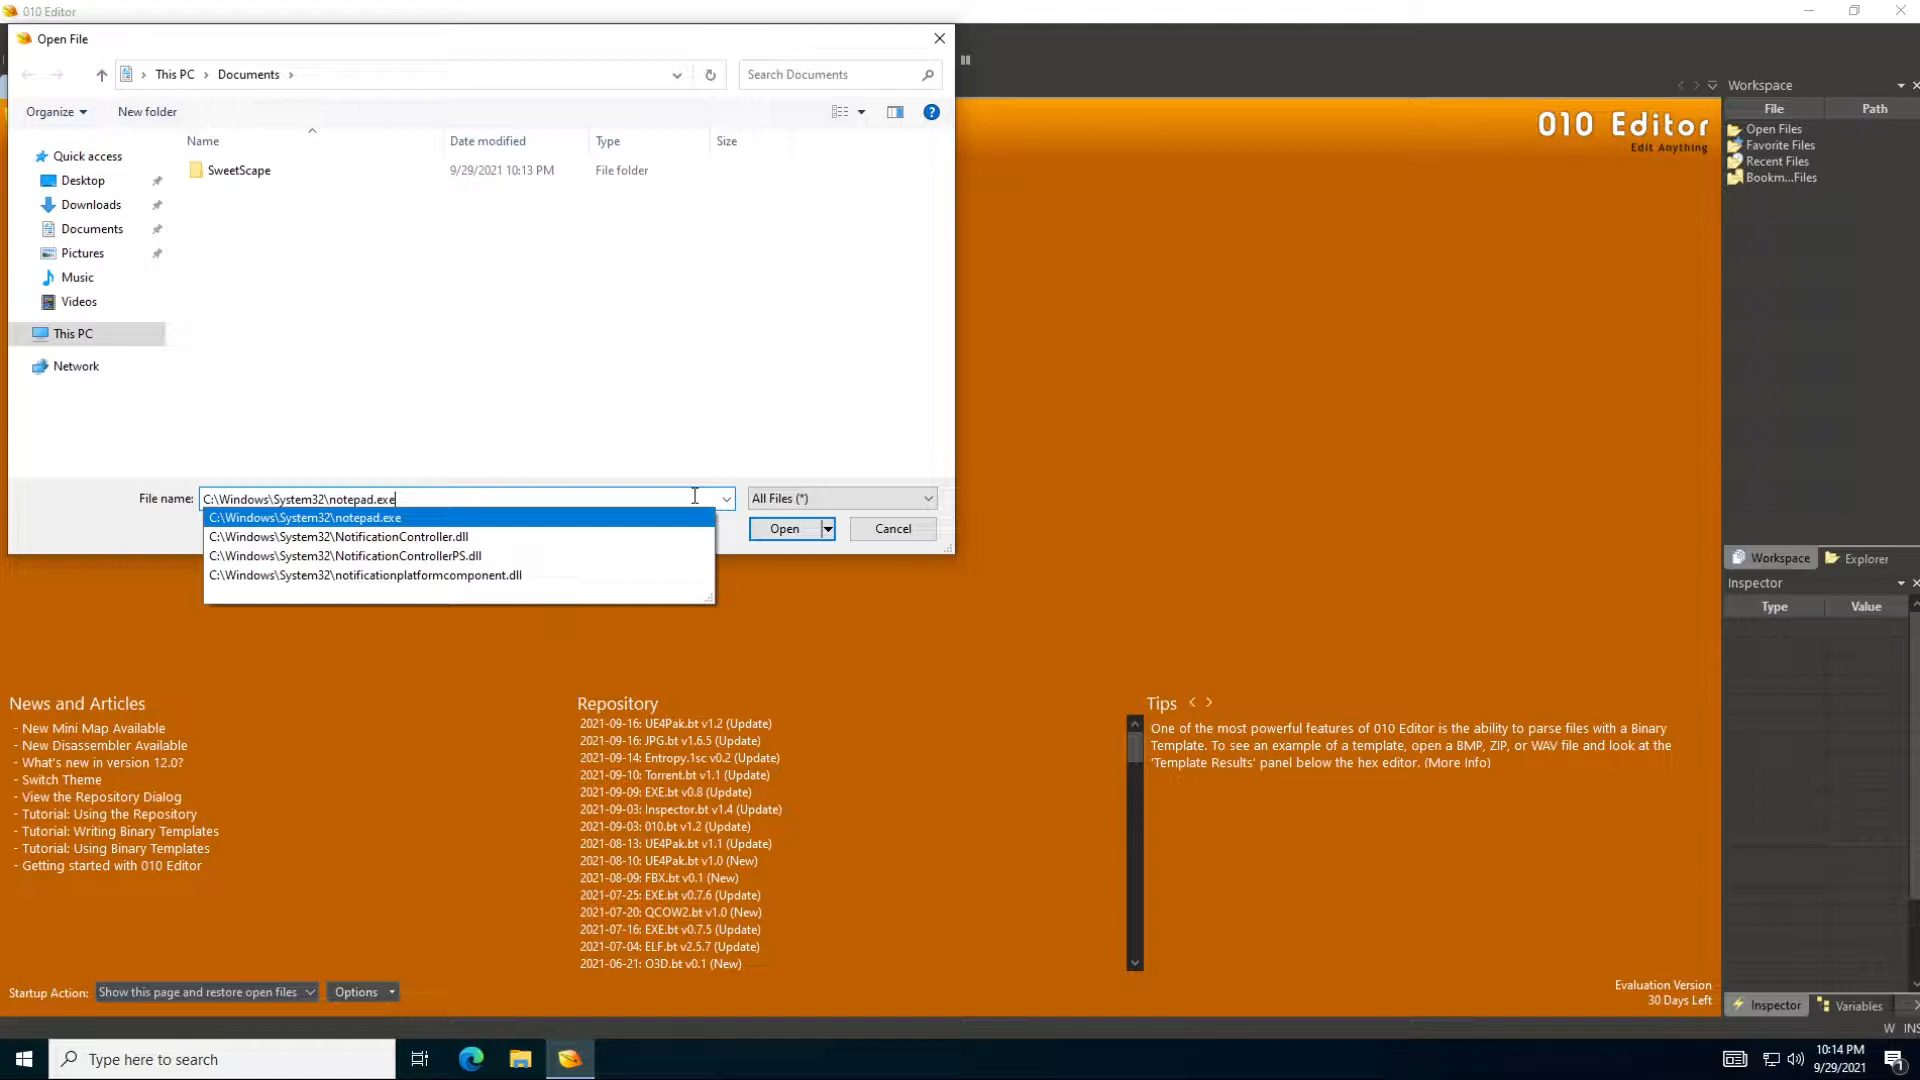 010 Editor
Open File
This PC
Documents
Search Documents
Organize
New folder
Name
Date modified
Type
Size
SweetScape
9/29/2021 10:13 PM
File folder
Quick access
Desktop
Downloads
Documents
Pictures
Music
Videos
This PC
Network
File name:
C:\Windows\System32\notepad.exe
All Files (*)
C:\Windows\System32\notepad.exe
C:\Windows\System32\NotificationController.dll
C:\Windows\System32\NotificationControllerPS.dll
C:\Windows\System32\notificationplatformcomponent.dll
Open
Cancel
010 Editor
Edit Anything
Workspace
File
Path
Open Files
Favorite Files
Recent Files
Bookm...Files
Workspace
Explorer
Inspector
Type
Value
News and Articles
- New Mini Map Available
- New Disassembler Available
- What's new in version 12.0?
- Switch Theme
- View the Repository Dialog
- Tutorial: Using the Repository
- Tutorial: Writing Binary Templates
- Tutorial: Using Binary Templates
- Getting started with 010 Editor
Repository
2021-09-16: UE4Pak.bt v1.2 (Update)
2021-09-16: JPG.bt v1.6.5 (Update)
2021-09-14: Entropy.1sc v0.2 (Update)
2021-09-10: Torrent.bt v1.1 (Update)
2021-09-09: EXE.bt v0.8 (Update)
2021-09-03: Inspector.bt v1.4 (Update)
2021-09-03: 010.bt v1.2 (Update)
2021-08-13: UE4Pak.bt v1.1 (Update)
2021-08-10: UE4Pak.bt v1.0 (New)
2021-08-09: FBX.bt v0.1 (New)
2021-07-25: EXE.bt v0.7.6 (Update)
2021-07-20: QCOW2.bt v1.0 (New)
2021-07-16: EXE.bt v0.7.5 (Update)
2021-07-04: ELF.bt v2.5.7 (Update)
2021-06-21: O3D.bt v0.1 (New)
Tips < >
One of the most powerful features of 010 Editor is the ability to parse files with a Binary
Template. To see an example of a template, open a BMP, ZIP, or WAV file and look at the
'Template Results' panel below the hex editor. (More Info)
Startup Action:
Show this page and restore open files
Options
Evaluation Version
30 Days Left
Inspector
Variables
W INS
Type here to search
10:14 PM
9/29/2021
1